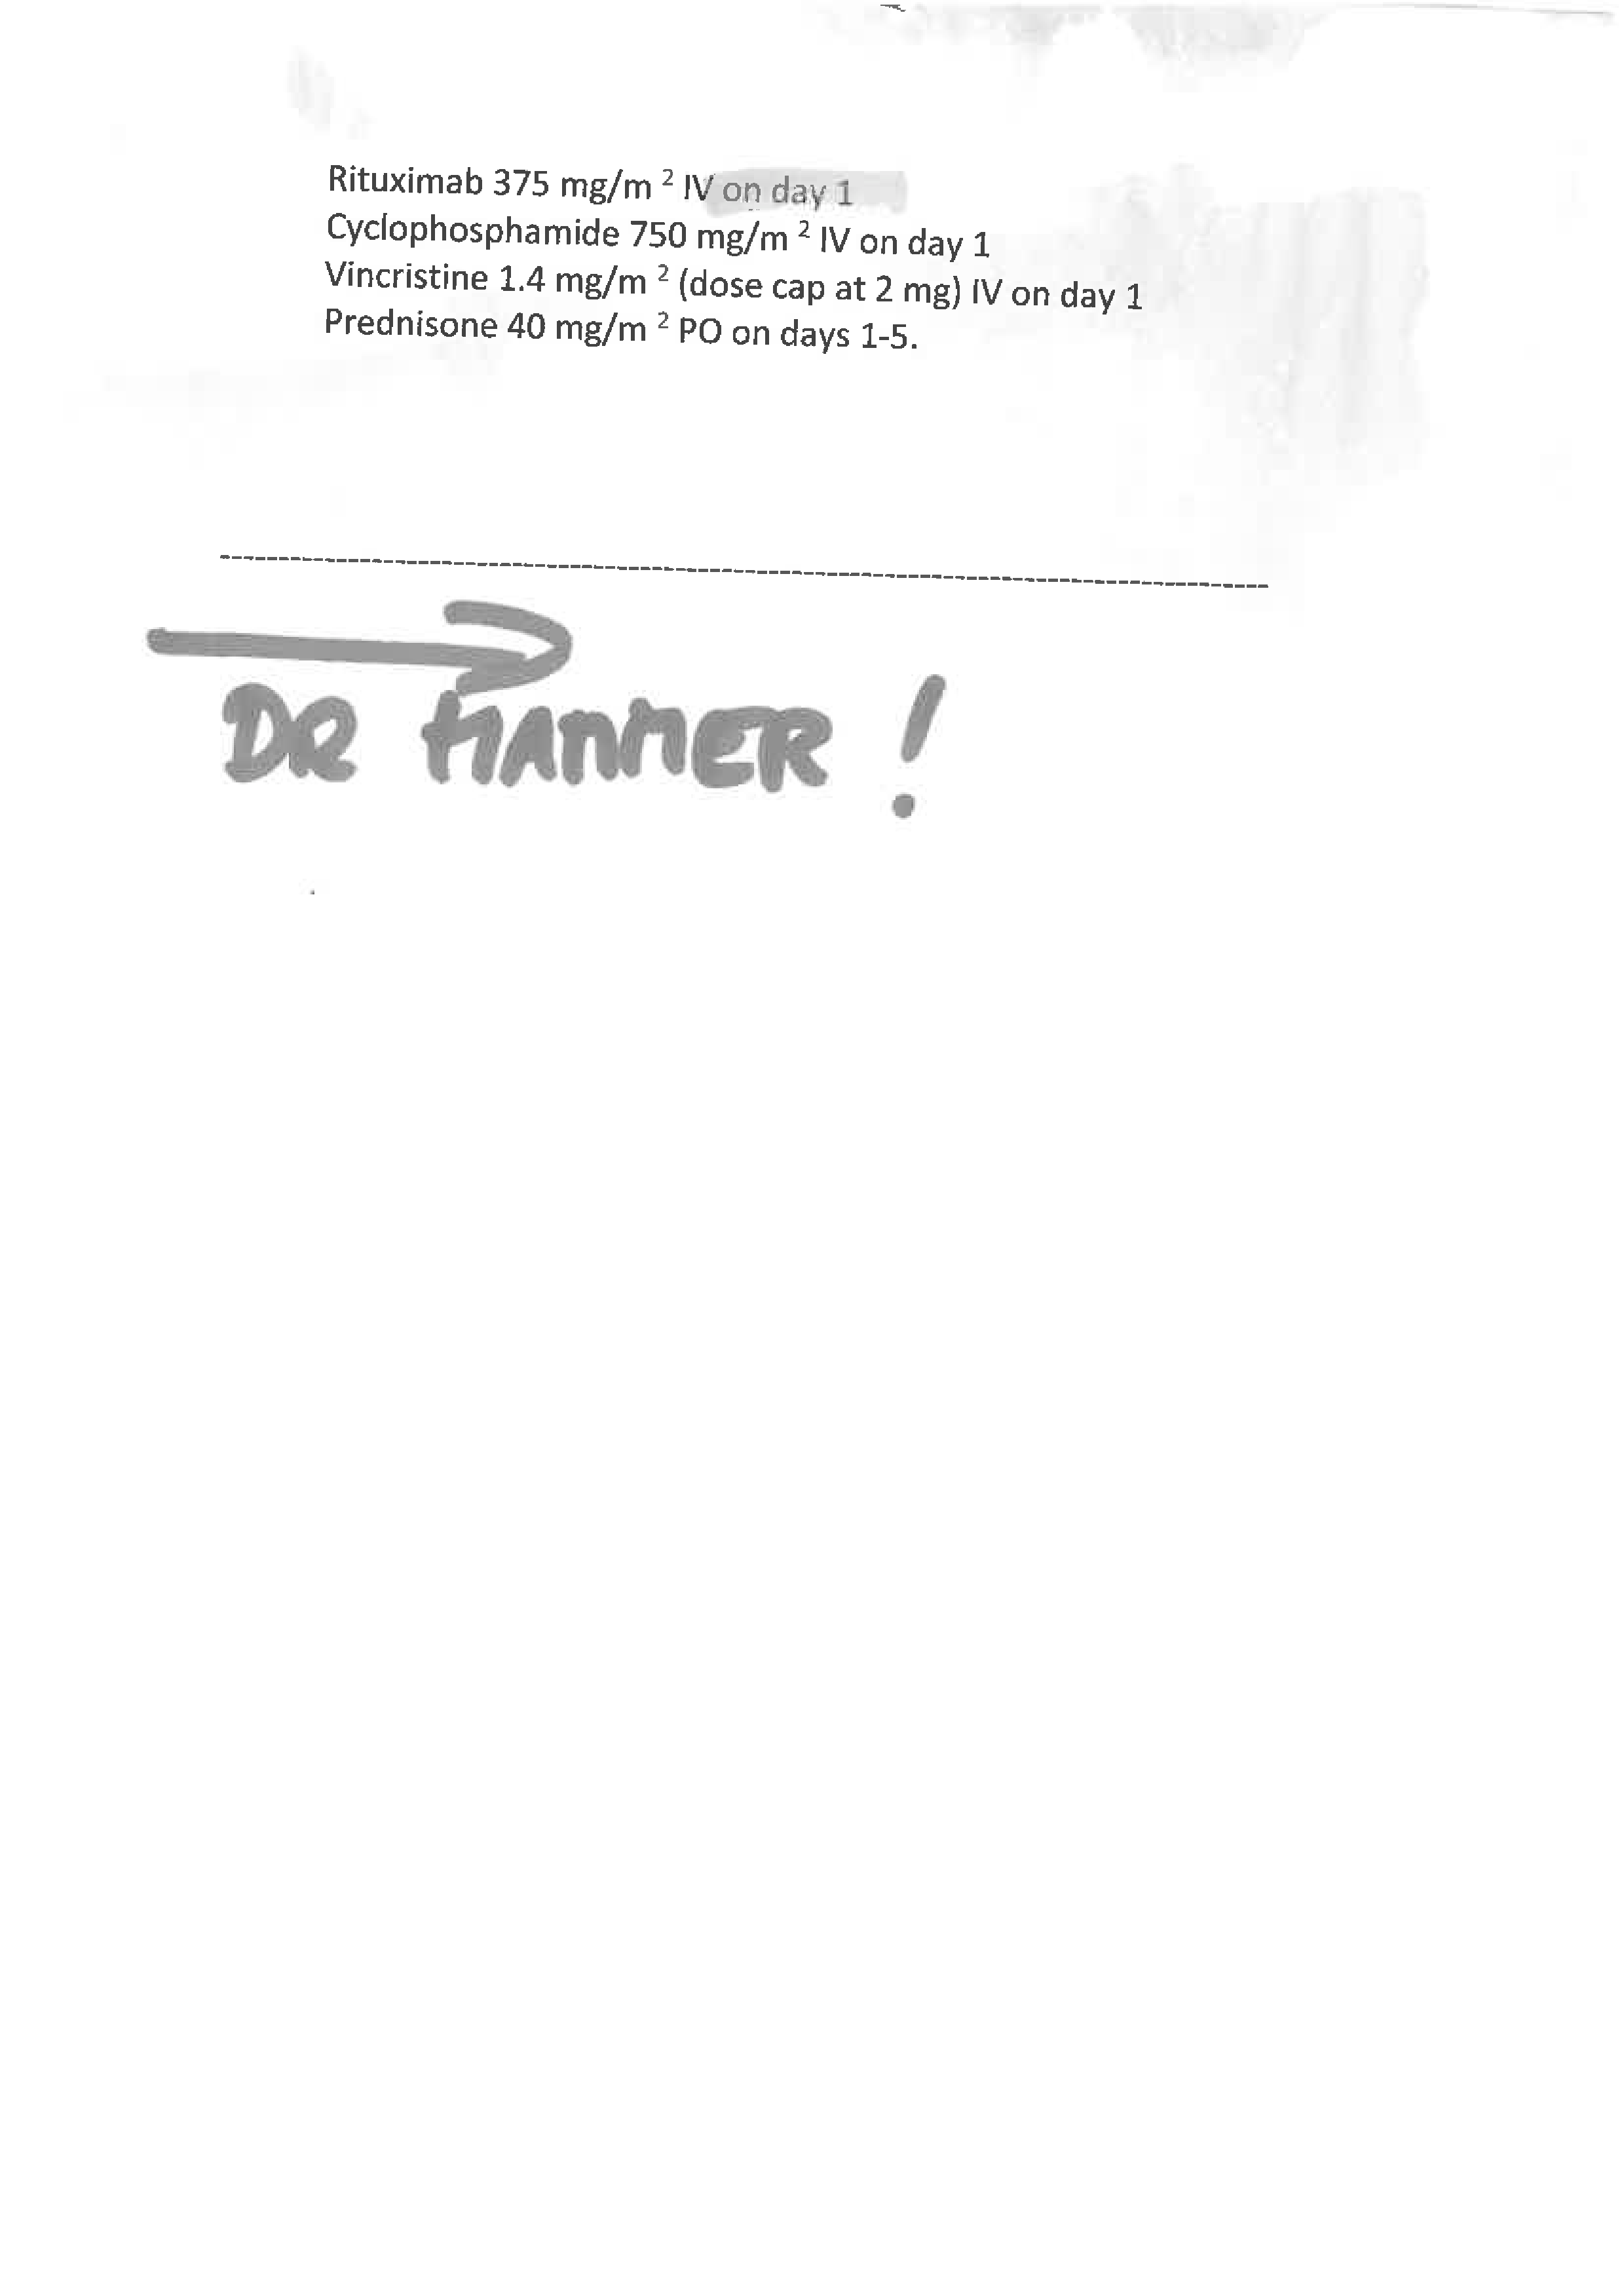 Rituximab 375 mg/m ² IV on day 1
Cyclophosphamide 750 mg/m ² IV on day 1
Vincristine 1.4 mg/m ² (dose cap at 2 mg) IV on day 1
Prednisone 40 mg/m ² PO on days 1-5.
DR HAMMER !